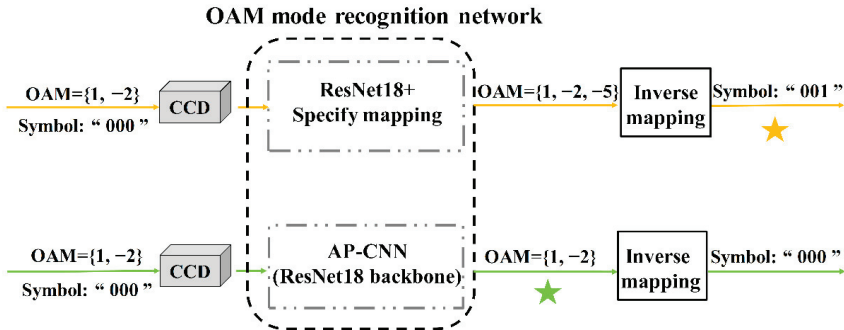 OAM mode recognition network
OAM={1, −2}
Symbol: “ 000 ”
CCD
ResNet18+
Specify mapping
OAM={1, −2, −5}
Inverse
mapping
Symbol: “ 001 ”
OAM={1, −2}
Symbol: “ 000 ”
CCD
AP-CNN
(ResNet18 backbone)
OAM={1, −2}
Inverse
mapping
Symbol: “ 000 ”